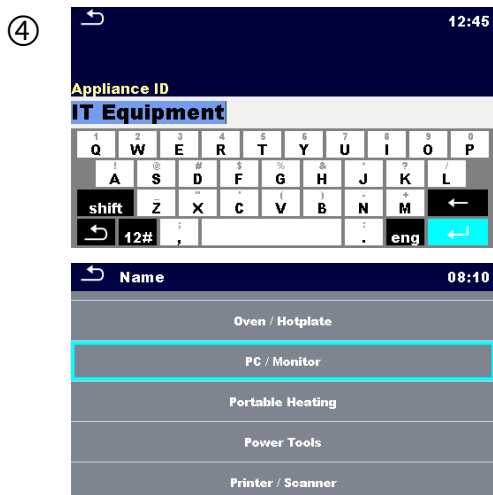 ④
12:45
Appliance ID
IT Equipment
1 2 3 4 5 6 7 8 9 0
Q W E R T Y U I O P
! @ # $ % & * ? /
A S D F G H J K L
_ " ' ( ) - +
shift Z X C V B N M ←
; :
12# , . eng
Name 08:10
Oven / Hotplate
PC / Monitor
Portable Heating
Power Tools
Printer / Scanner